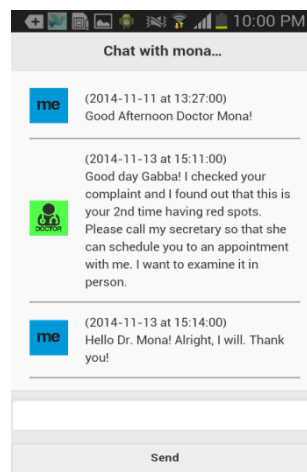 10:00 PM
Chat with mona...
me
(2014-11-11 at 13:27:00)
Good Afternoon Doctor Mona!
(2014-11-13 at 15:11:00)
Good day Gabba! I checked your
complaint and I found out that this is
your 2nd time having red spots.
Please call my secretary so that she
can schedule you to an appointment
with me. I want to examine it in
person.
DOCTOR
(2014-11-13 at 15:14:00)
me
Hello Dr. Mona! Alright, I will. Thank
you!
Send